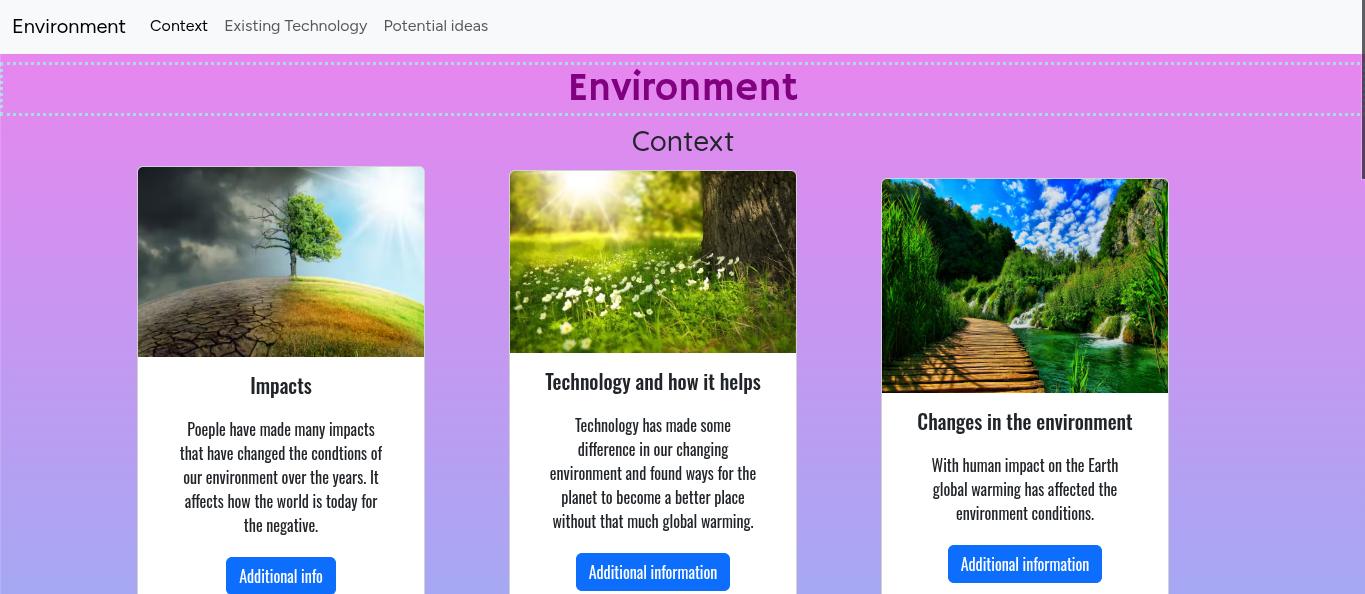 Environment Context Existing Technology Potential ideas
Environment
Context
Impacts
Poeple have made many impacts
that have changed the condtions of
our environment over the years. It
affects how the world is today for
the negative.
Additional info
Technology and how it helps
Technology has made some
difference in our changing
environment and found ways for the
planet to become a better place
without that much global warming.
Additional information
Changes in the environment
With human impact on the Earth
global warming has affected the
environment conditions.
Additional information